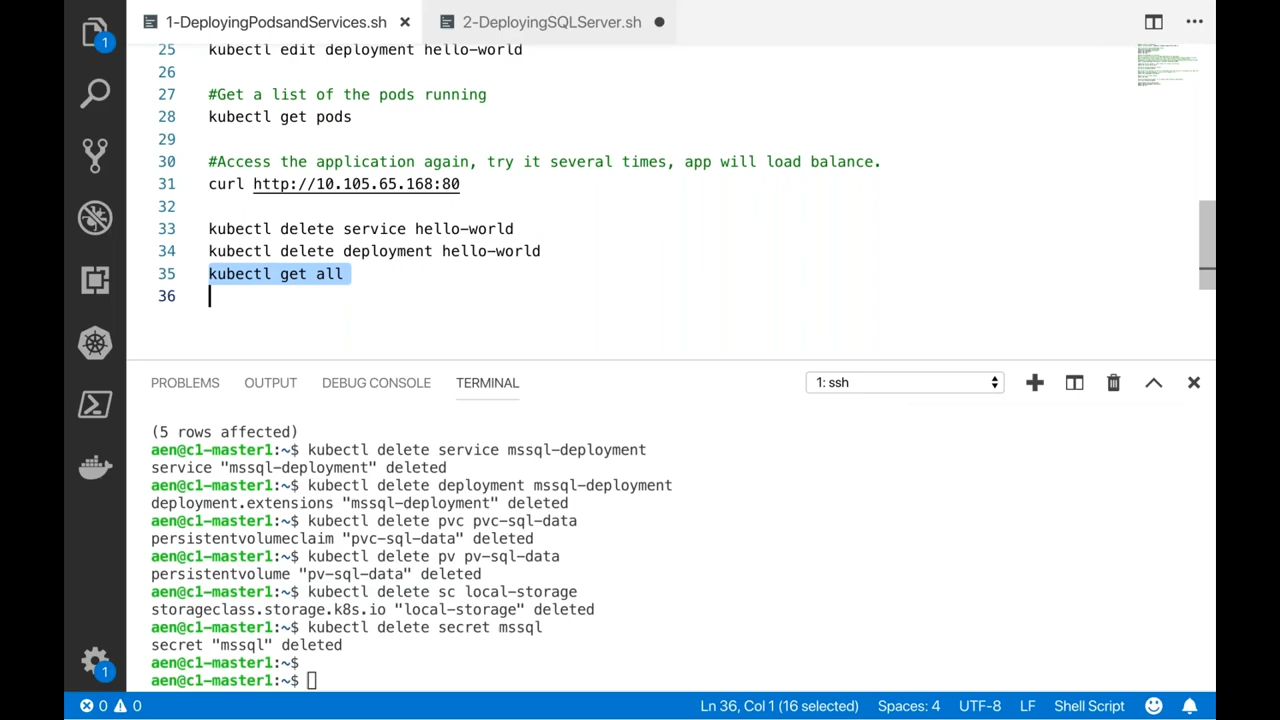 1-DeployingPodsandServices.sh
2-DeployingSQLServer.sh
1
25 kubectl edit deployment hello-world
26
27 #Get a list of the pods running
28 kubectl get pods
29
30 #Access the application again, try it several times, app will load balance.
31 curl http://10.105.65.168:80
32
33 kubectl delete service hello-world
34 kubectl delete deployment hello-world
35 kubectl get all
36
PROBLEMS OUTPUT DEBUG CONSOLE TERMINAL 1: ssh
(5 rows affected)
aen@c1-master1:~$ kubectl delete service mssql-deployment
service "mssql-deployment" deleted
aen@c1-master1:~$ kubectl delete deployment mssql-deployment
deployment.extensions "mssql-deployment" deleted
aen@c1-master1:~$ kubectl delete pvc pvc-sql-data
persistentvolumeclaim "pvc-sql-data" deleted
aen@c1-master1:~$ kubectl delete pv pv-sql-data
persistentvolume "pv-sql-data" deleted
aen@c1-master1:~$ kubectl delete sc local-storage
storageclass.storage.k8s.io "local-storage" deleted
aen@c1-master1:~$ kubectl delete secret mssql
secret "mssql" deleted
aen@c1-master1:~$
aen@c1-master1:~$
1
0 0 Ln 36, Col 1 (16 selected) Spaces: 4 UTF-8 LF Shell Script